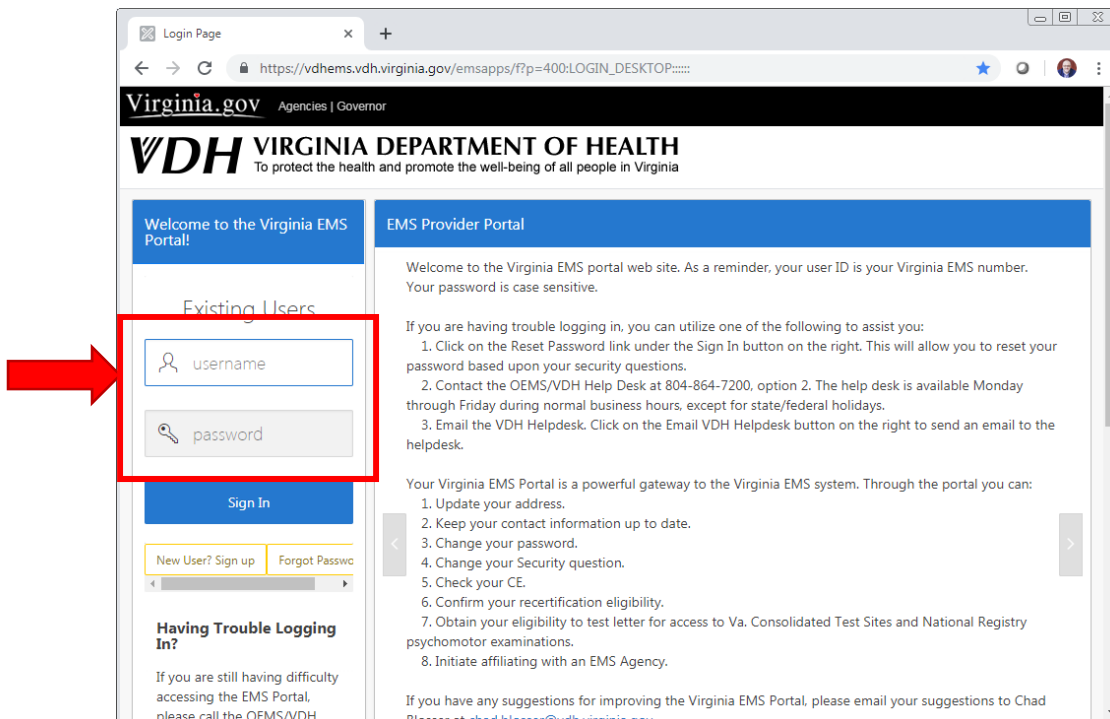 Login Page
https://vdhems.vdh.virginia.gov/emsapps/f?p=400:LOGIN_DESKTOP::::::
Virginia.gov Agencies | Governor
VDH VIRGINIA DEPARTMENT OF HEALTH
To protect the health and promote the well-being of all people in Virginia
Welcome to the Virginia EMS
Portal!
Existing Users
username
password
Sign In
New User? Sign up Forgot Passwo
Having Trouble Logging
In?
If you are still having difficulty
accessing the EMS Portal,
please call the OEMS/VDH
EMS Provider Portal
Welcome to the Virginia EMS portal web site. As a reminder, your user ID is your Virginia EMS number.
Your password is case sensitive.
If you are having trouble logging in, you can utilize one of the following to assist you:
1. Click on the Reset Password link under the Sign In button on the right. This will allow you to reset your
password based upon your security questions.
2. Contact the OEMS/VDH Help Desk at 804-864-7200, option 2. The help desk is available Monday
through Friday during normal business hours, except for state/federal holidays.
3. Email the VDH Helpdesk. Click on the Email VDH Helpdesk button on the right to send an email to the
helpdesk.
Your Virginia EMS Portal is a powerful gateway to the Virginia EMS system. Through the portal you can:
1. Update your address.
2. Keep your contact information up to date.
3. Change your password.
4. Change your Security question.
5. Check your CE.
6. Confirm your recertification eligibility.
7. Obtain your eligibility to test letter for access to Va. Consolidated Test Sites and National Registry
psychomotor examinations.
8. Initiate affiliating with an EMS Agency.
If you have any suggestions for improving the Virginia EMS Portal, please email your suggestions to Chad
Blosser at chad.blosser@vdh.virginia.gov